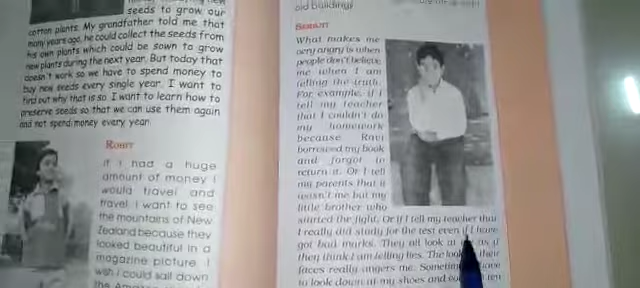 seeds to grow our
cotton plants. My grandfather told me that
many years ago, he could collect the seeds from
his own plants which could be sown to grow
new plants during the next year. But today that
doesn't work so we have to spend money to
buy new seeds every single year. I want to
find out why that is so. I want to learn how to
preserve seeds so that we can use them again
and not spend money every year.
ROHIT
If I had a huge
amount of money I
would travel and
travel. I want to see
the mountains of New
Zealand because they
looked beautiful in a
magazine picture. I
wish I could sail down
the
old building?
What makes me
very angry is when
people don't believe
me when I am
telling the truth.
For example, if I
tell my teacher
that I couldn't do
my homework
because Ravi
borrowed my book
and forgot to
return it. Or I tell
my parents that it
wasn't me but my
little brother who
started the fight. Or if I tell my teacher that
I really did study for the test even if I have
got bad marks. They all look at as if
they think I am telling lies. The look their
faces really angers me.
to look down at my shoes and